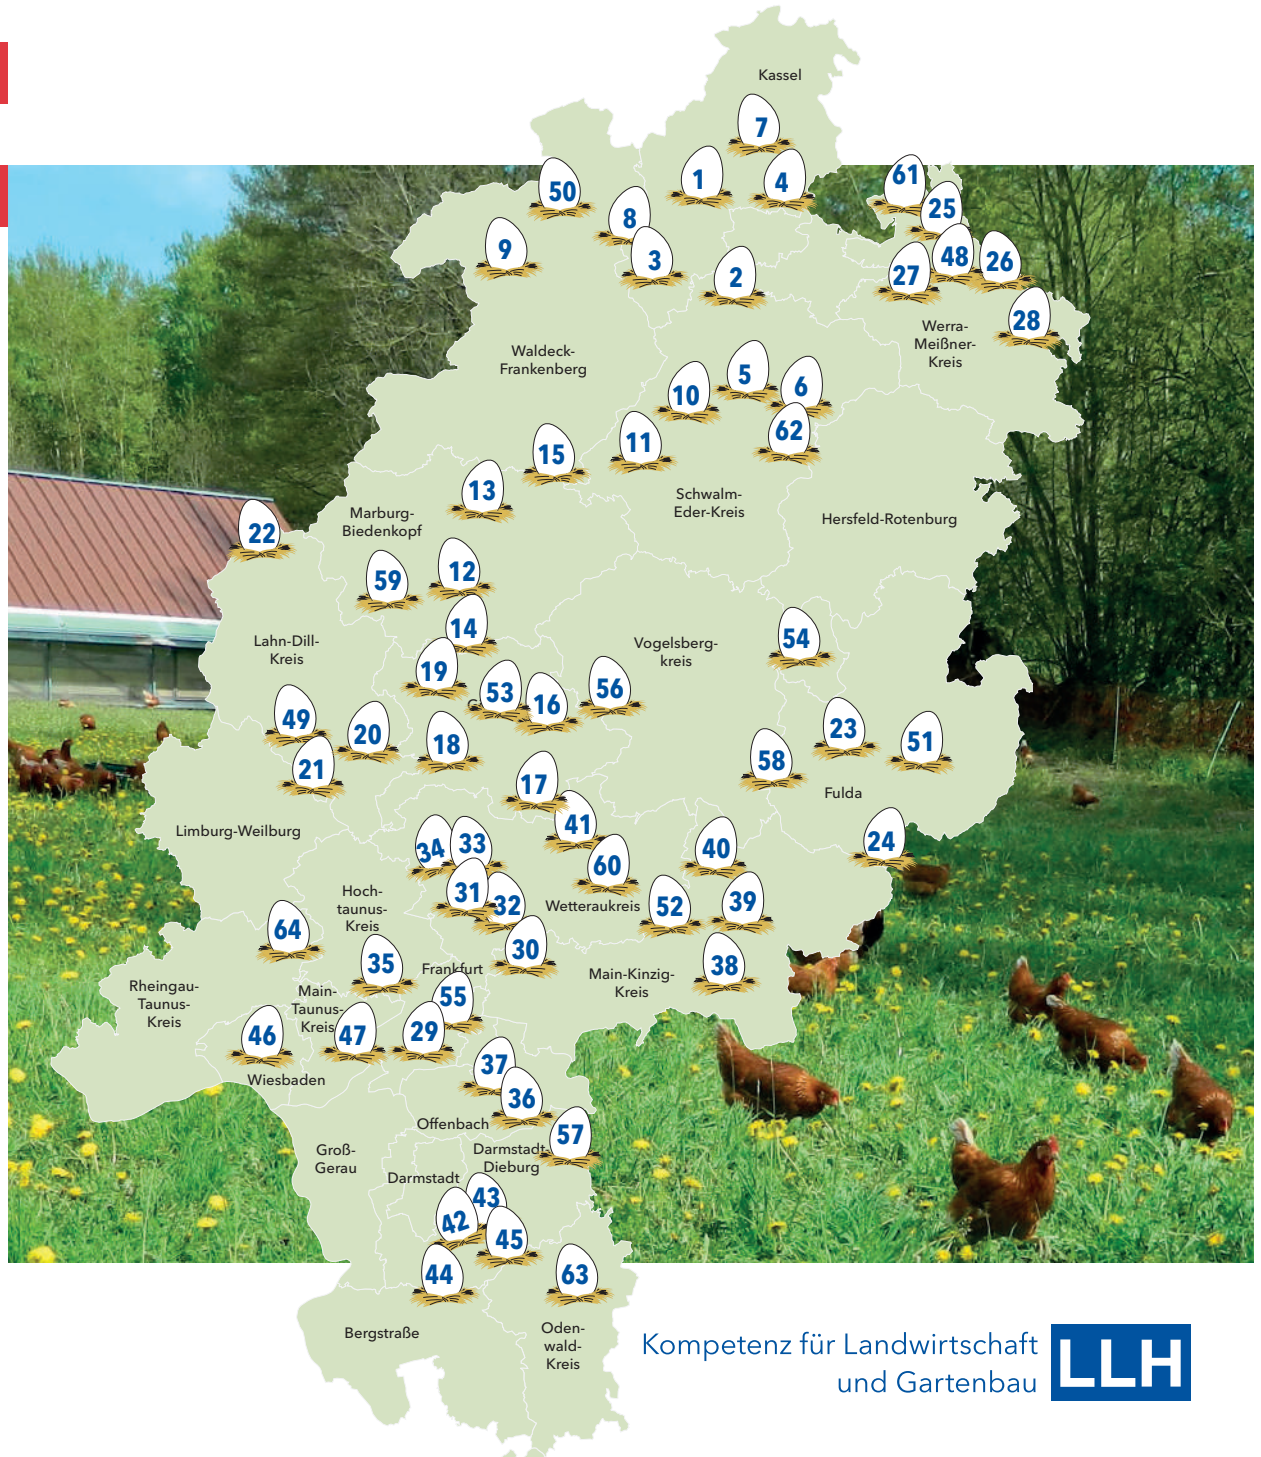 Kassel
7
1
4
61
50
25
8
9
3
48
26
27
2
28
Werra-
Meißner-
Kreis
Waldeck-
Frankenberg
5
6
10
62
11
15
13
Schwalm-
Eder-Kreis
Marburg-
Biedenkopf
Hersfeld-Rotenburg
22
12
59
14
54
Lahn-Dill-
Kreis
Vogelsberg-
kreis
19
53
56
16
49
20
23
51
18
58
21
17
Fulda
41
Limburg-Weilburg
34
33
40
24
60
31
32
Hoch-
taunus-
Kreis
Wetteraukreis
52
39
64
30
35
Frankfurt
38
Main-Kinzig-
Kreis
Rheingau-
Taunus-
Kreis
Main-
Taunus-
Kreis
55
46
47
29
37
Wiesbaden
36
Offenbach
57
Groß-
Gerau
Darmstadt-
Dieburg
Darmstadt
43
42
45
44
63
Bergstraße
Oden-
wald-
Kreis
Kompetenz für Landwirtschaft
und Gartenbau
LLH